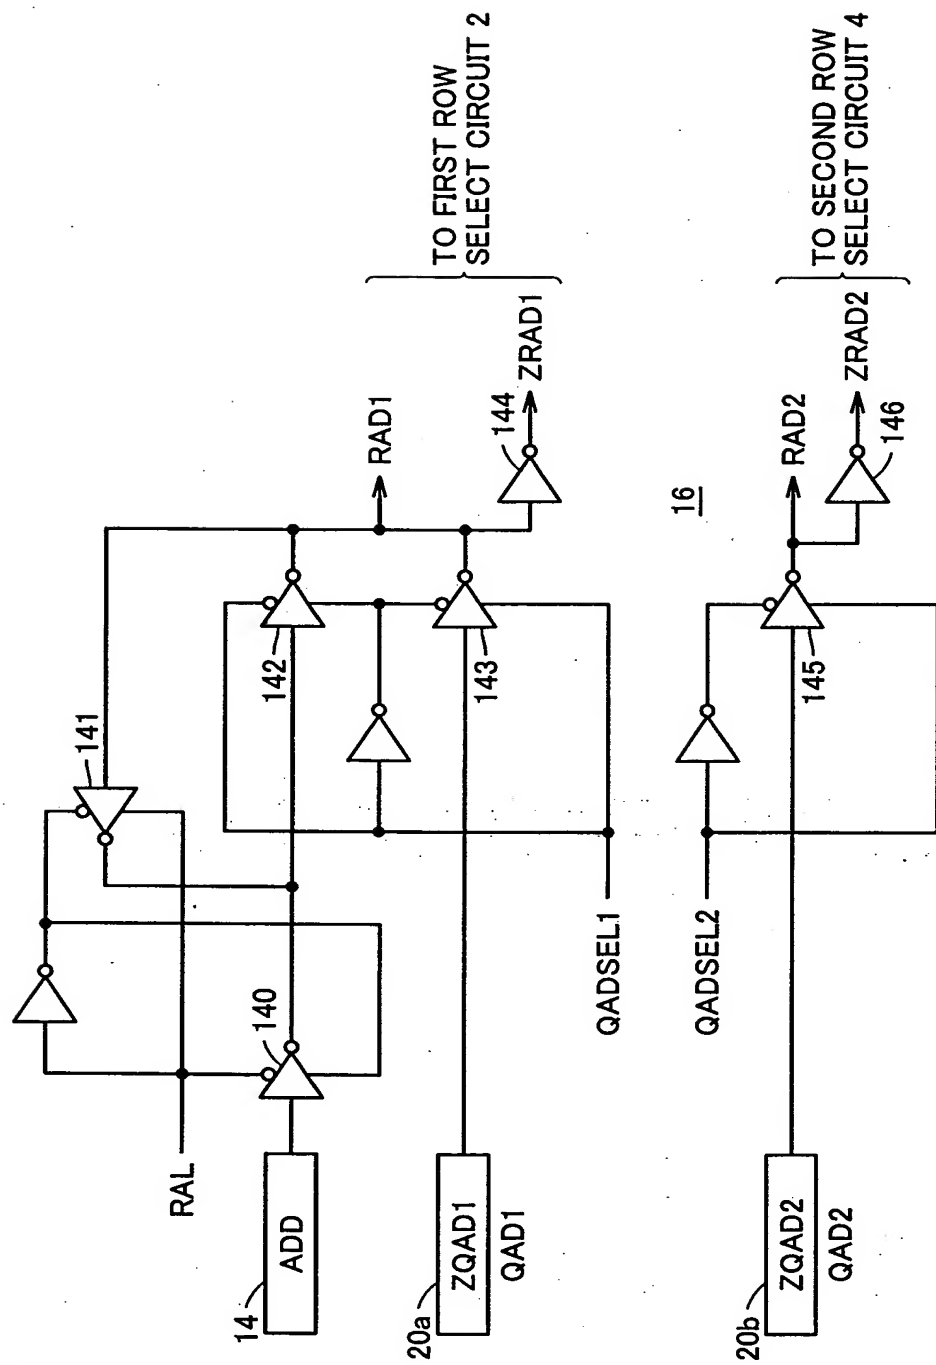 RAL
14
ADD
140
141
142
143
144
RAD1
ZRAD1
TO FIRST ROW
SELECT CIRCUIT 2
20a
ZQAD1
QAD1
QADSEL1
16
QADSEL2
145
146
RAD2
ZRAD2
TO SECOND ROW
SELECT CIRCUIT 4
20b
ZQAD2
QAD2